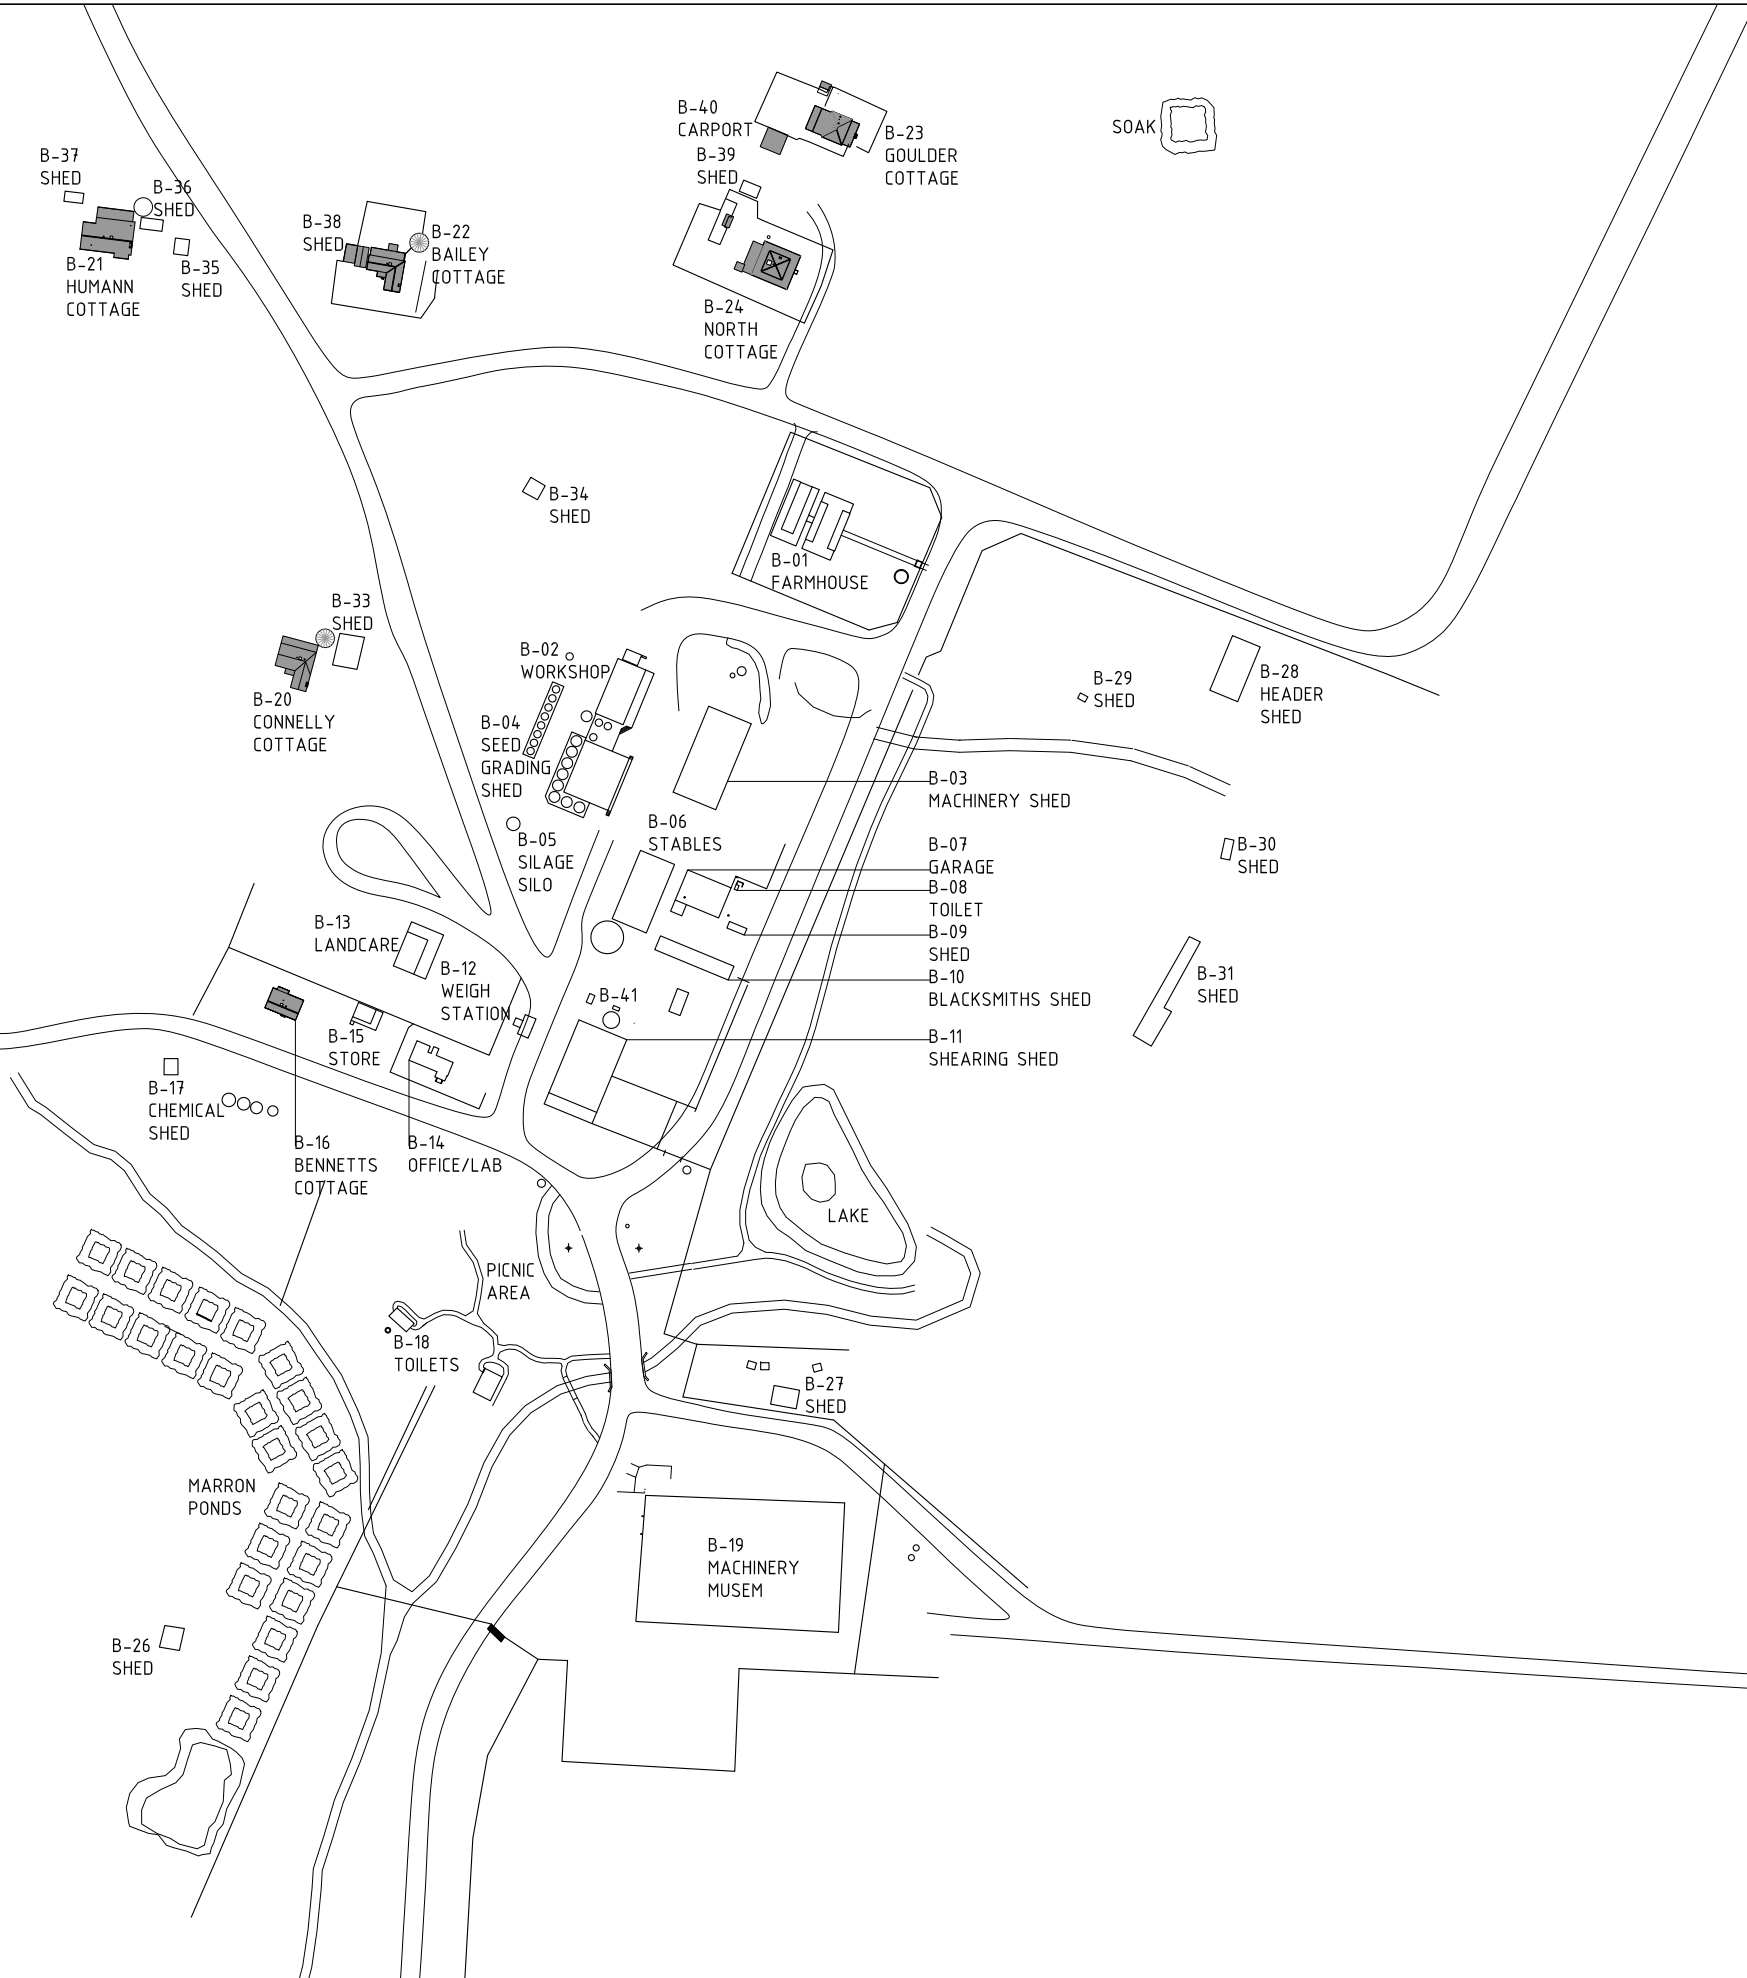 B-40
CARPORT
B-23
GOULDER
COTTAGE
SOAK
B-37
SHED
B-39
SHED
B-36
SHED
B-38
SHED
B-22
BAILEY
COTTAGE
B-21
HUMANN
COTTAGE
B-35
SHED
B-24
NORTH
COTTAGE
B-34
SHED
B-01
FARMHOUSE
B-33
SHED
B-02
WORKSHOP
B-20
CONNELLY
COTTAGE
B-29
SHED
B-28
HEADER
SHED
B-04
SEED
GRADING
SHED
B-03
MACHINERY SHED
B-06
STABLES
B-05
SILAGE
SILO
B-07
GARAGE
B-08
TOILET
B-09
SHED
B-10
BLACKSMITHS SHED
B-11
SHEARING SHED
B-30
SHED
B-31
SHED
B-13
LANDCARE
B-12
WEIGH
STATION
B-41
B-15
STORE
B-17
CHEMICAL
SHED
B-16
BENNETTS
COTTAGE
B-14
OFFICE/LAB
LAKE
PICNIC
AREA
B-18
TOILETS
B-27
SHED
MARRON
PONDS
B-19
MACHINERY
MUSEM
B-26
SHED